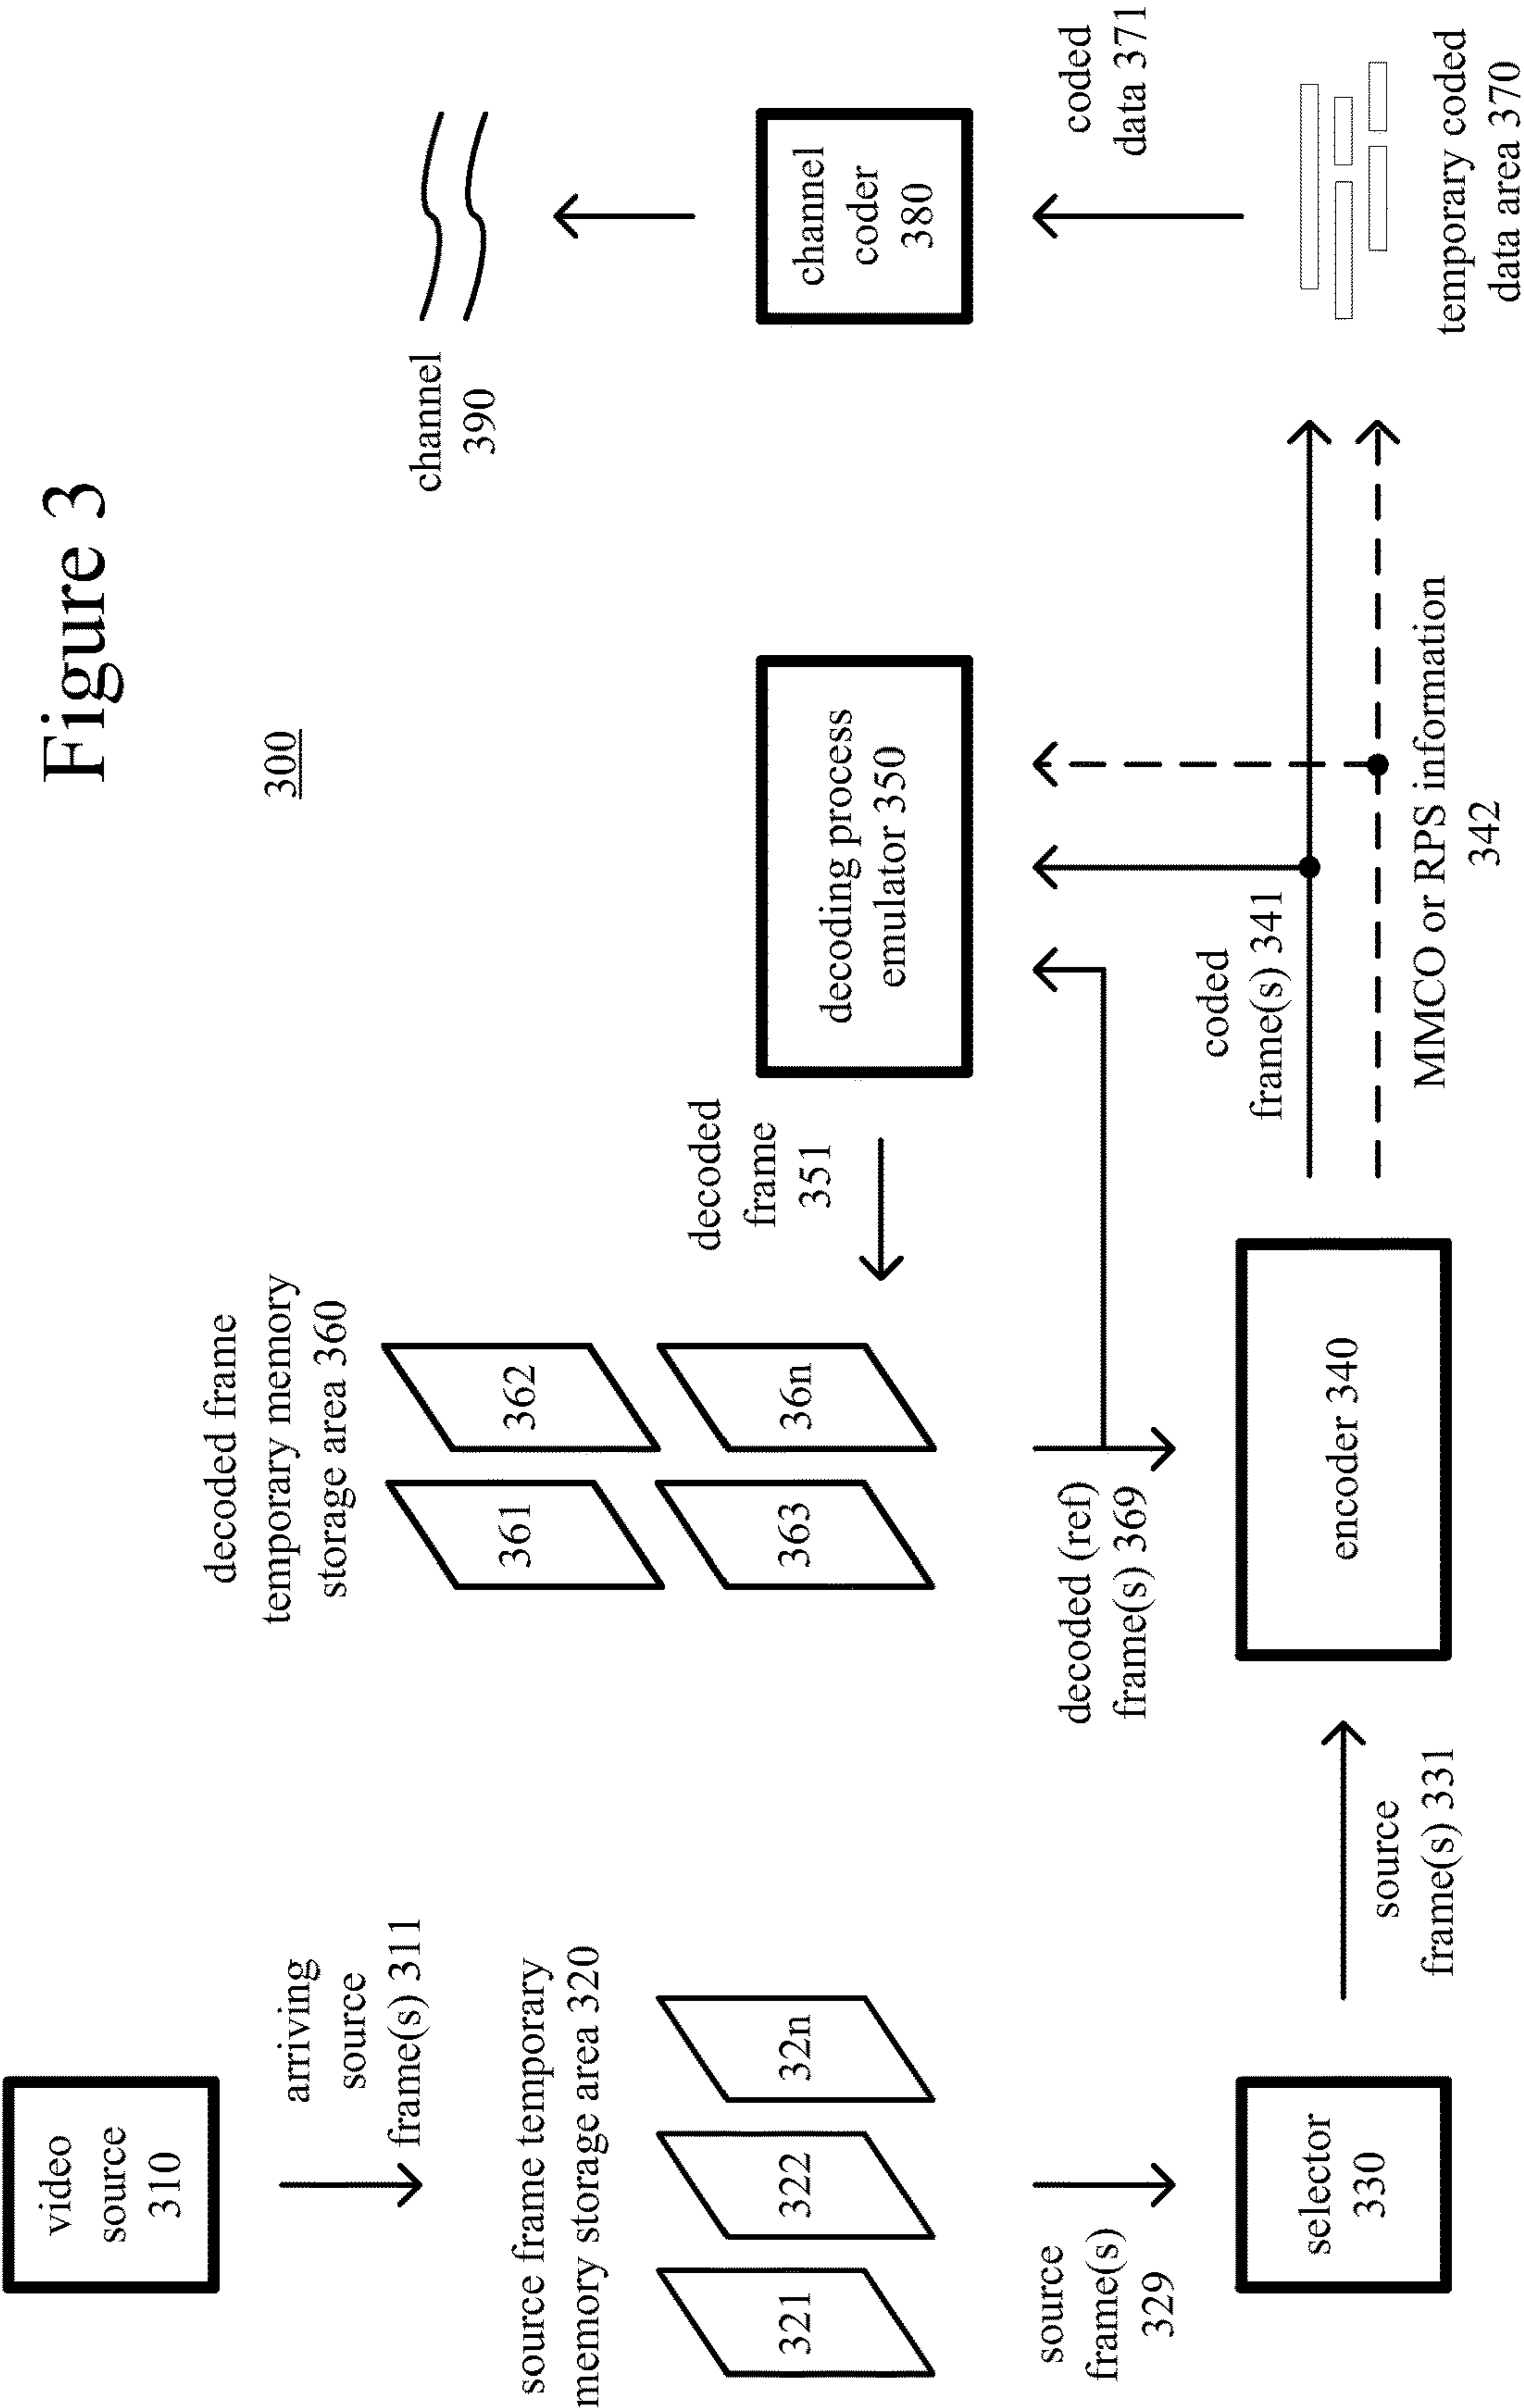 Figure 3
300
video
source
310
arriving
source
frame(s) 311
source frame temporary
memory storage area 320
321
322
32n
source
frame(s)
329
selector
330
source
frame(s) 331
decoded frame
temporary memory
storage area 360
361
362
363
36n
decoded (ref)
frame(s) 369
encoder 340
decoded
frame
351
decoding process
emulator 350
coded
frame(s) 341
MMCO or RPS information
342
channel
390
channel
coder
380
coded
data 371
temporary coded
data area 370